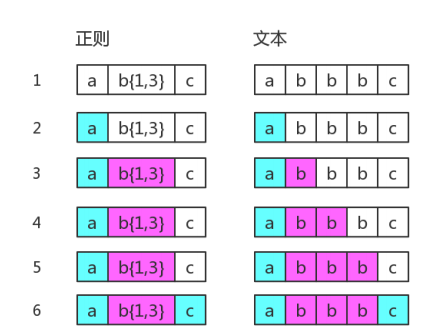 正则 文本
1 a b{1,3} c a b b b c
2 a b{1,3} c a b b b c
3 a b{1,3} c a b b b c
4 a b{1,3} c a b b b c
5 a b{1,3} c a b b b c
6 a b{1,3} c a b b b c